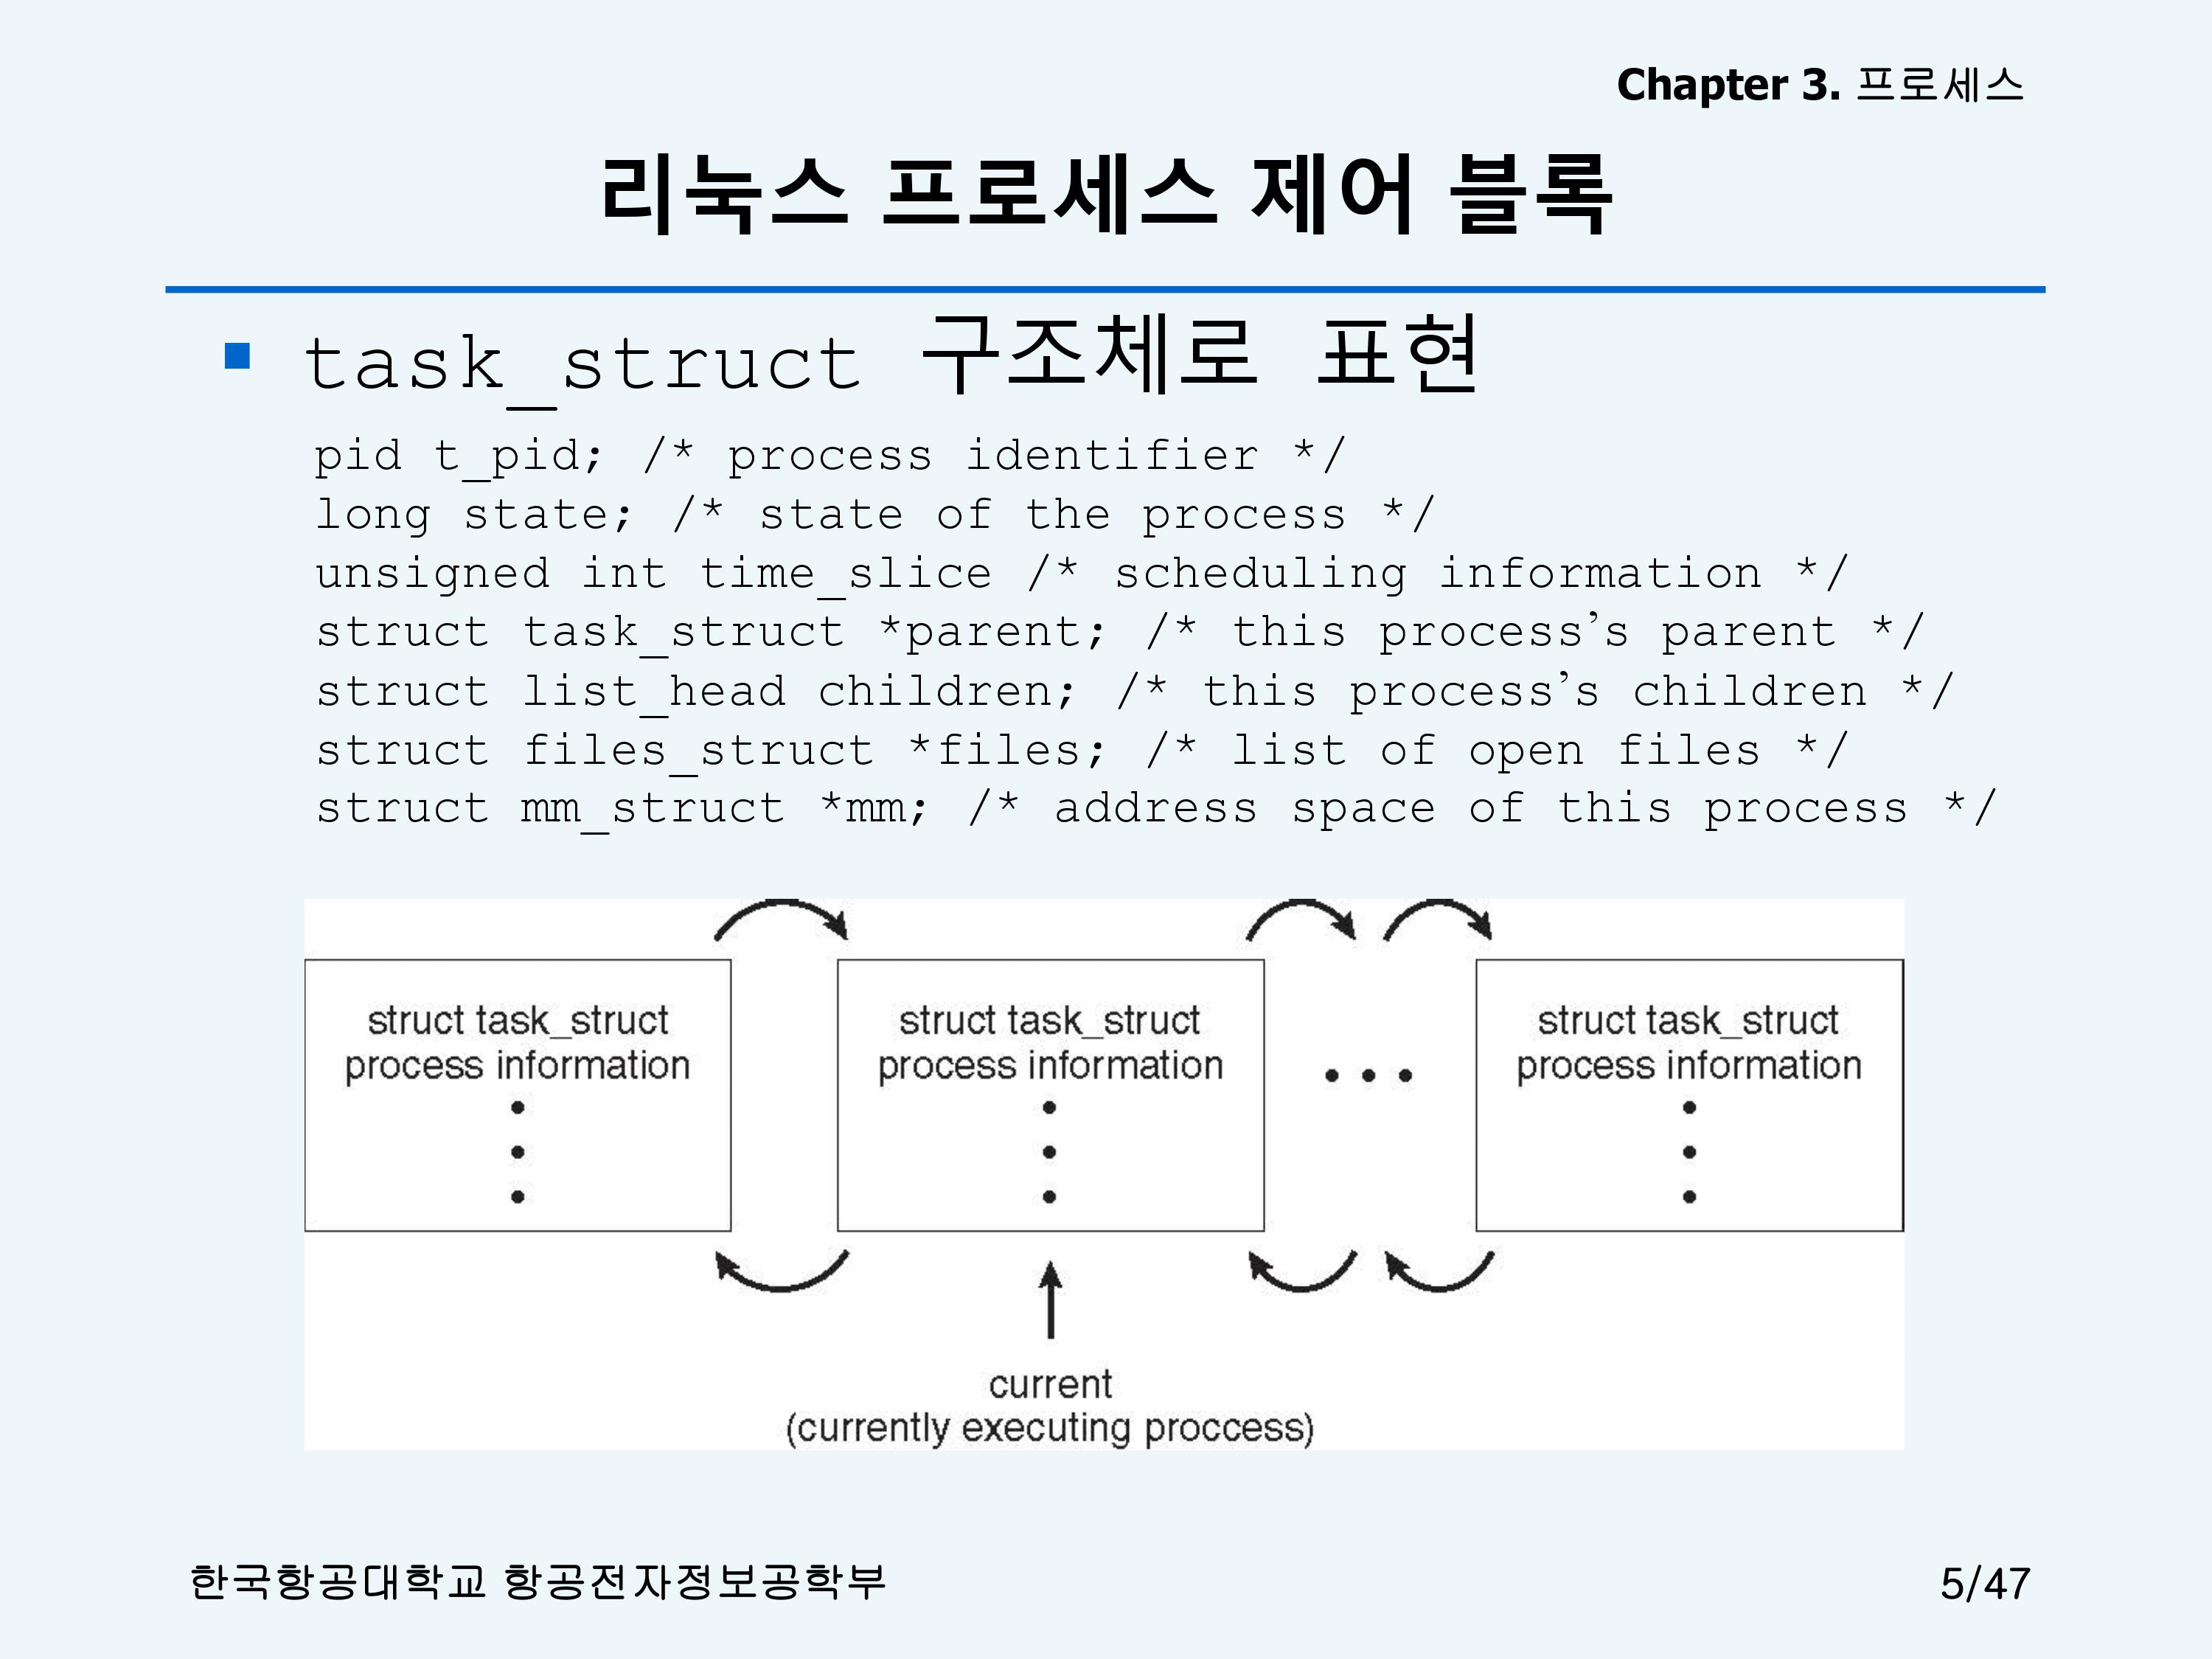 Chapter 3. 프로세스
리눅스 프로세스 제어 블록
task_struct 구조체로 표현
pid t_pid; /* process identifier */
long state; /* state of the process */
unsigned int time_slice /* scheduling information */
struct task_struct *parent; /* this process’s parent */
struct list_head children; /* this process’s children */
struct files_struct *files; /* list of open files */
struct mm_struct *mm; /* address space of this process */
struct task_struct
process information
struct task_struct
process information
struct task_struct
process information
current
(currently executing proccess)
한국항공대학교 항공전자정보공학부
5/47